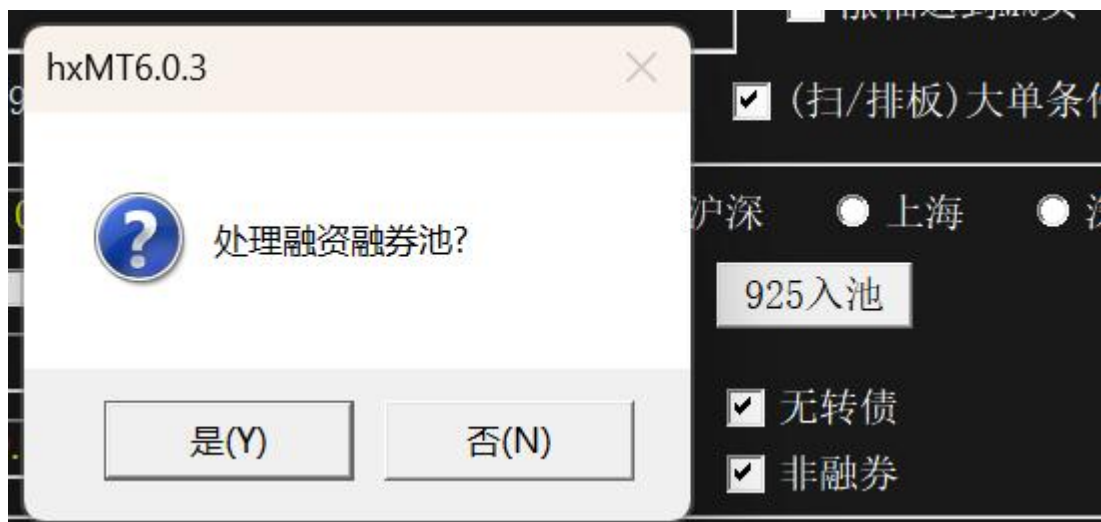 hxMT6.0.3
(扫/排板)大单条件
处理融资融券池?
沪深
上海
925入池
无转债
是(Y)
否(N)
非融券